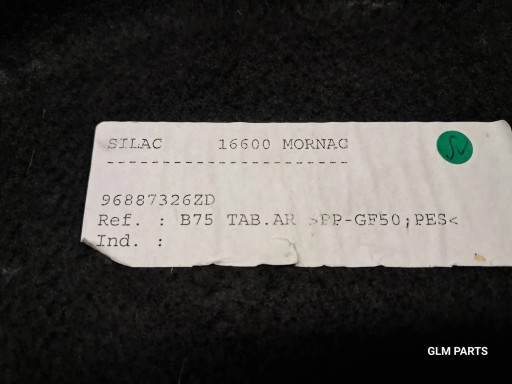 SILAC 16600 MORNAC
-----------------------
96887326ZD
Ref. : B75 TAB.AR >PP-GF50;PES<
Ind. :
GLM PARTS